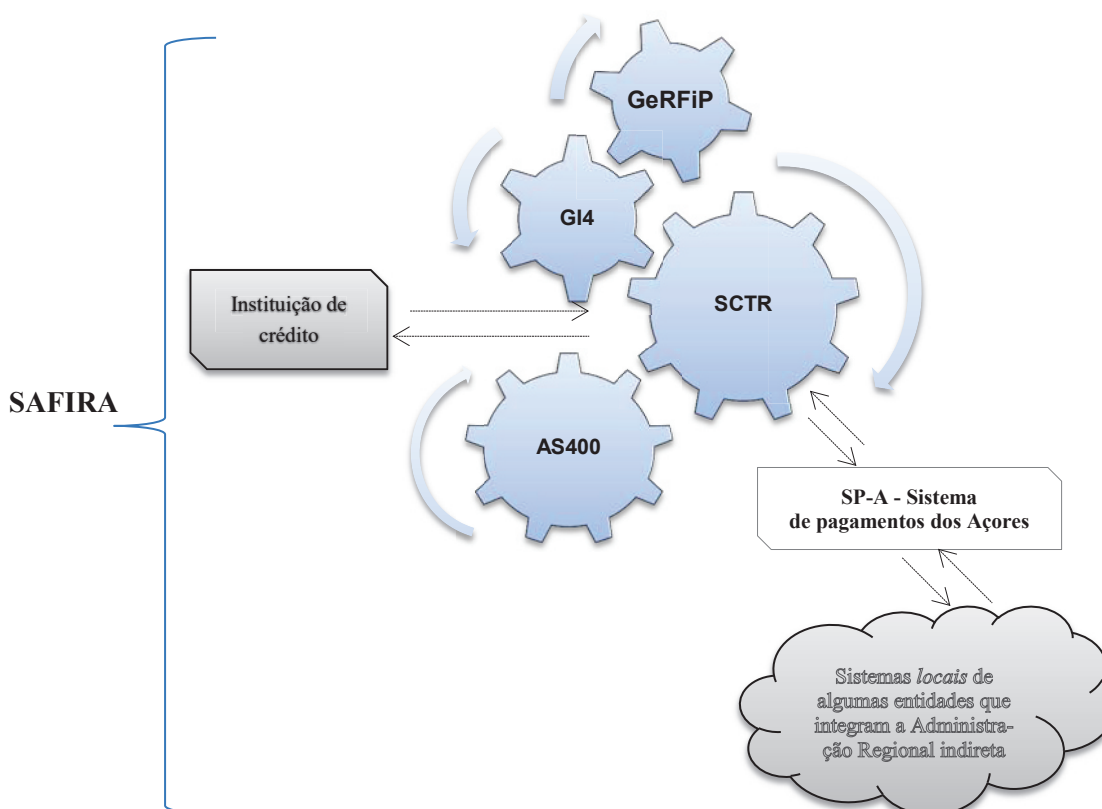 GeRFiP
GI4
SCTR
Instituição de
crédito
SAFIRA
AS400
SP-A - Sistema
de pagamentos dos Açores
Sistemas locais de
algumas entidades que
integram a Administra-
ção Regional indireta